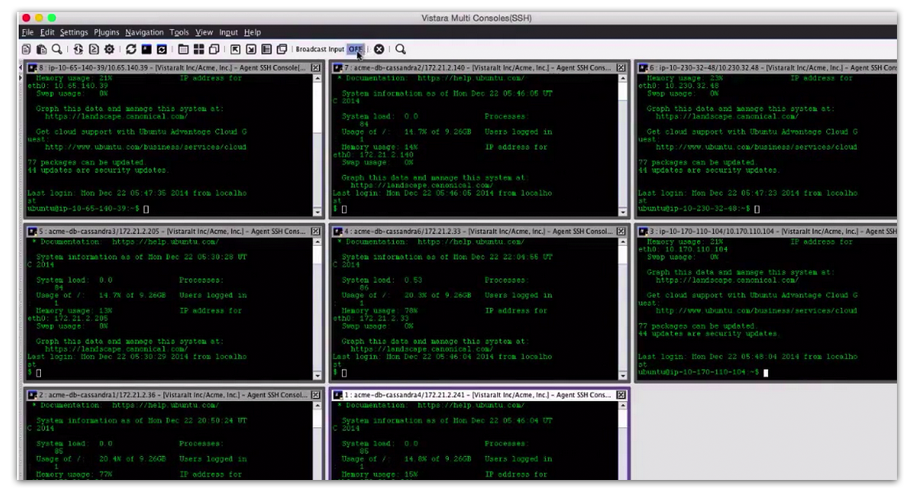 Vistara Multi Consoles(SSH)
File Edit Settings Plugins Navigation Tools View Input Help
Broadcast Input OFF
8 : ip-10-65-140-39/10.65.140.39 - [VistaraIt Inc/Acme, Inc.] - Agent SSH Console[...
Memory usage: 21% IP address for
eth0: 10.65.140.39
Swap usage: 0%
Graph this data and manage this system at:
https://landscape.canonical.com/
Get cloud support with Ubuntu Advantage Cloud G
uest:
http://www.ubuntu.com/business/services/cloud
77 packages can be updated.
44 updates are security updates.
Last login: Mon Dec 22 05:47:35 2014 from localho
st
ubuntu@ip-10-65-140-39:~$
7 : acme-db-cassandra2/172.21.2.140 - [VistaraIt Inc/Acme, Inc.] - Agent SSH Cons...
* Documentation: https://help.ubuntu.com/
System information as of Mon Dec 22 05:46:05 UT
C 2014
System load: 0.0 Processes:
84
Usage of /: 14.7% of 9.26GB Users logged in
1
Memory usage: 14% IP address for
eth0: 172.21.2.140
Swap usage: 0%
Graph this data and manage this system at:
https://landscape.canonical.com/
Last login: Mon Dec 22 05:46:05 2014 from localho
st
$
6 : ip-10-230-32-48/10.230.32.48 - [VistaraIt Inc/Acme, Inc.] - Agent SSH
Memory usage: 23% IP address for
eth0: 10.230.32.48
Swap usage: 0%
Graph this data and manage this system at:
https://landscape.canonical.com/
Get cloud support with Ubuntu Advantage Cloud G
uest:
http://www.ubuntu.com/business/services/cloud
77 packages can be updated.
44 updates are security updates.
Last login: Mon Dec 22 05:47:23 2014 from localho
st
ubuntu@ip-10-230-32-48:~$
5 : acme-db-cassandra3/172.21.2.205 - [VistaraIt Inc/Acme, Inc.] - Agent SSH Cons...
* Documentation: https://help.ubuntu.com/
System information as of Mon Dec 22 05:30:28 UT
C 2014
System load: 0.0 Processes:
84
Usage of /: 14.7% of 9.26GB Users logged in
1
Memory usage: 13% IP address for
eth0: 172.21.2.205
Swap usage: 0%
Graph this data and manage this system at:
https://landscape.canonical.com/
Last login: Mon Dec 22 05:30:29 2014 from localho
st
$
4 : acme-db-cassandra6/172.21.2.33 - [VistaraIt Inc/Acme, Inc.] - Agent SSH Conso...
* Documentation: https://help.ubuntu.com/
System information as of Mon Dec 22 22:04:55 UT
C 2014
System load: 0.53 Processes:
86
Usage of /: 20.3% of 9.26GB Users logged in
1
Memory usage: 78% IP address for
eth0: 172.21.2.33
Swap usage: 0%
Graph this data and manage this system at:
https://landscape.canonical.com/
Last login: Mon Dec 22 05:46:04 2014 from localho
st
$
3 : ip-10-170-110-104/10.170.110.104 - [VistaraIt Inc/Acme, Inc.] - Agent SS
Memory usage: 21% IP address for
eth0: 10.170.110.104
Swap usage: 0%
Graph this data and manage this system at:
https://landscape.canonical.com/
Get cloud support with Ubuntu Advantage Cloud G
uest:
http://www.ubuntu.com/business/services/cloud
77 packages can be updated.
44 updates are security updates.
Last login: Mon Dec 22 05:48:04 2014 from localho
st
ubuntu@ip-10-170-110-104:~$
2 : acme-db-cassandra1/172.21.2.36 - [VistaraIt Inc/Acme, Inc.] - Agent SSH Consol...
* Documentation: https://help.ubuntu.com/
System information as of Mon Dec 22 20:50:24 UT
C 2014
System load: 0.0 Processes:
85
Usage of /: 20.4% of 9.26GB Users logged in
1
Memory usage: 77% IP address for
1 : acme-db-cassandra4/172.21.2.241 - [VistaraIt Inc/Acme, Inc.] - Agent SSH Cons...
* Documentation: https://help.ubuntu.com/
System information as of Mon Dec 22 05:46:04 UT
C 2014
System load: 0.0 Processes:
85
Usage of /: 14.8% of 9.26GB Users logged in
1
Memory usage: 15% IP address for